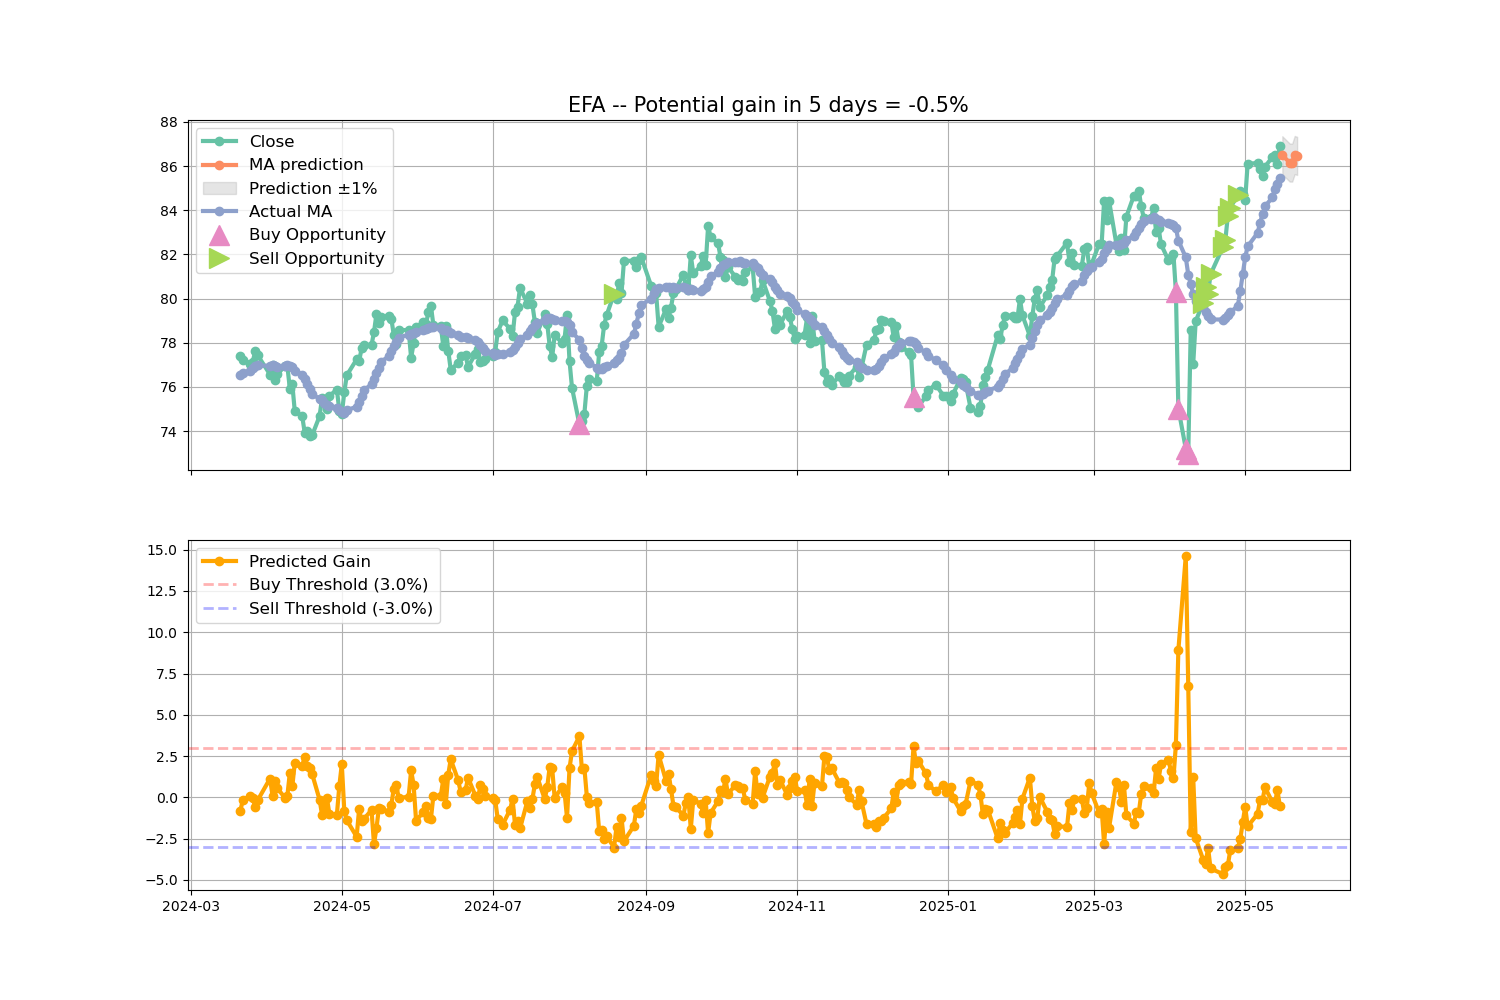 EFA -- Potential gain in 5 days = -0.5%
88
86
84
82
80
78
76
74
Close
MA prediction
Prediction ±1%
Actual MA
Buy Opportunity
Sell Opportunity
15.0
12.5
10.0
7.5
5.0
2.5
0.0
−2.5
−5.0
Predicted Gain
Buy Threshold (3.0%)
Sell Threshold (-3.0%)
2024-03 2024-05 2024-07 2024-09 2024-11 2025-01 2025-03 2025-05